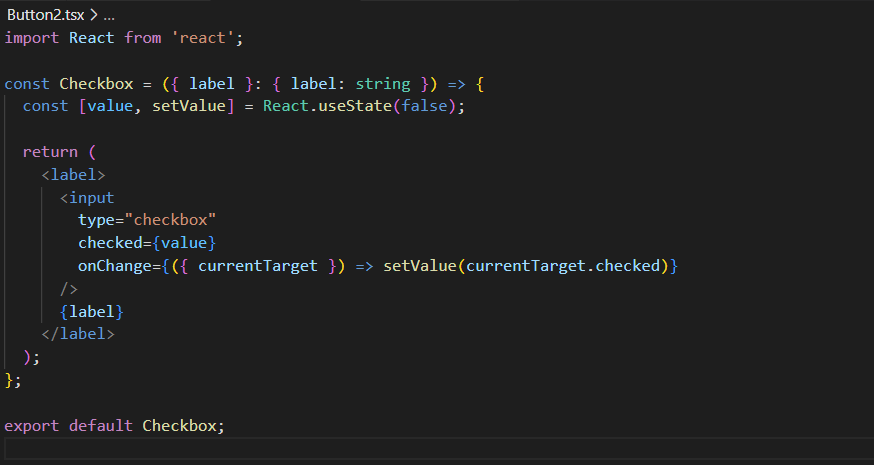 Button2.tsx > ...
import React from 'react';

const Checkbox = ({ label }: { label: string }) => {
  const [value, setValue] = React.useState(false);

  return (
    <label>
      <input
        type="checkbox"
        checked={value}
        onChange={({ currentTarget }) => setValue(currentTarget.checked)}
      />
      {label}
    </label>
  );
};

export default Checkbox;